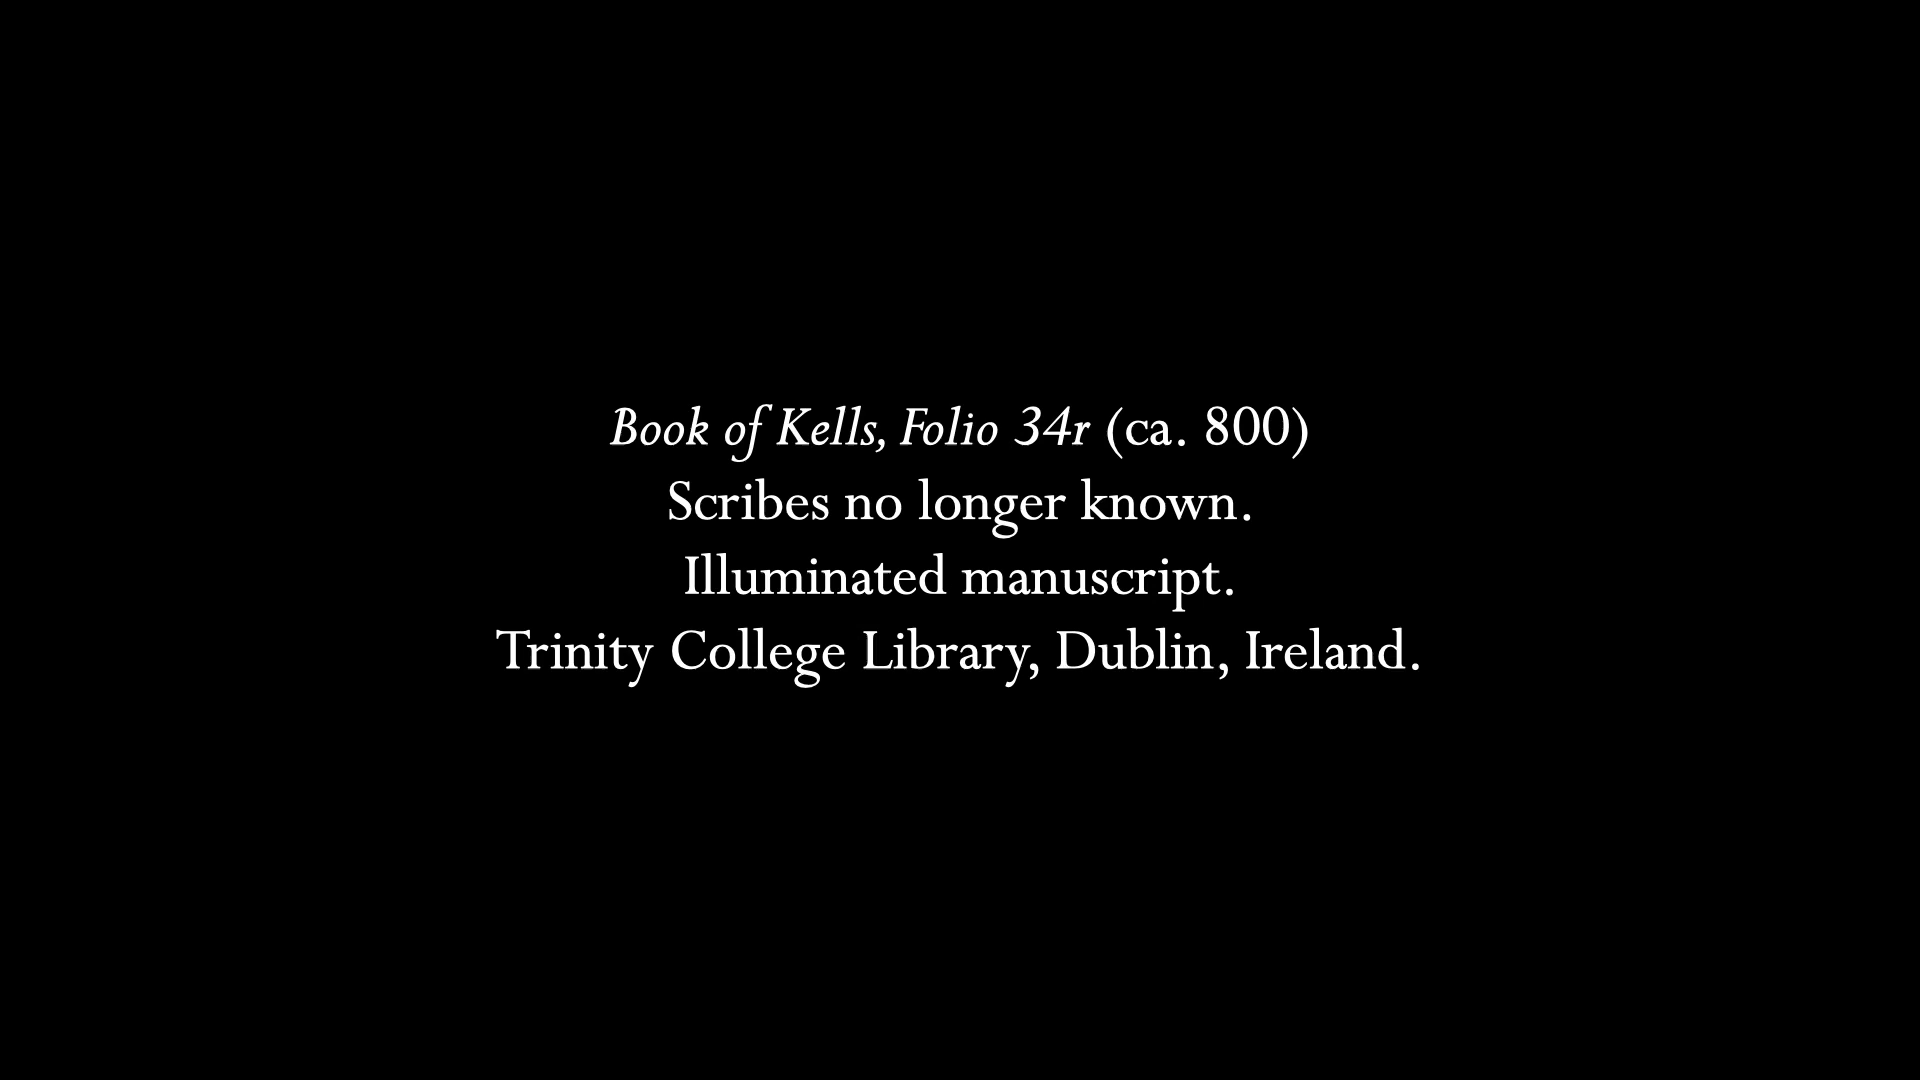 Book of Kells, Folio 34r (ca. 800)
Scribes no longer known.
Illuminated manuscript.
Trinity College Library, Dublin, Ireland.